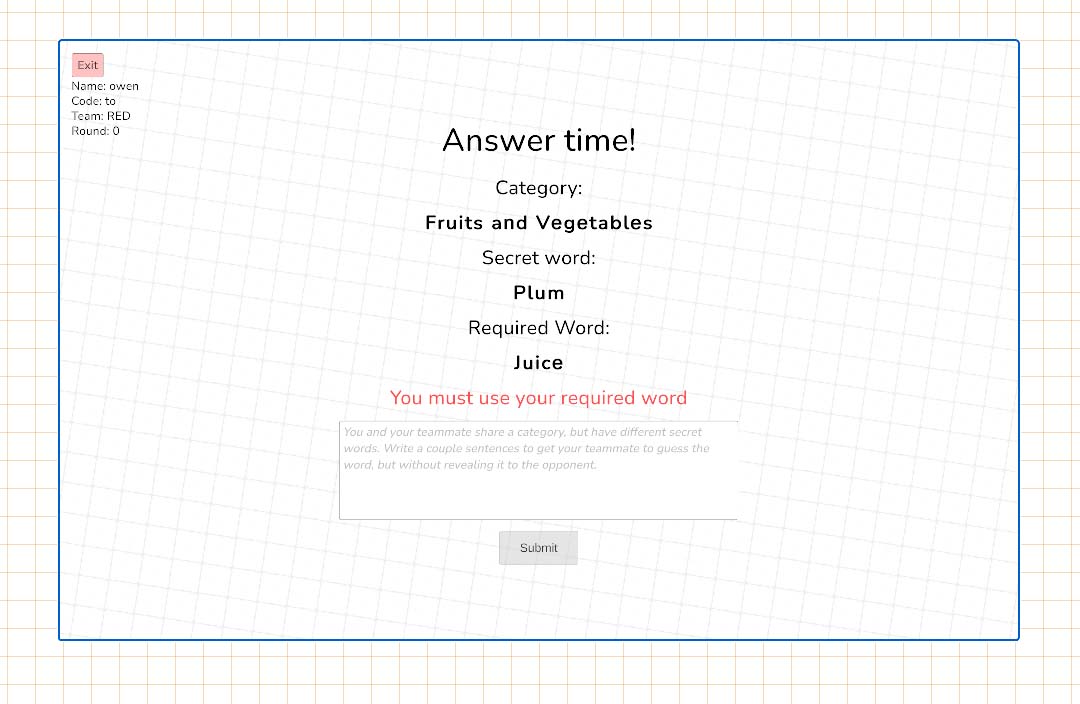 Exit
Name: owen
Code: to
Team: RED
Round: 0
Answer time!
Category:
Fruits and Vegetables
Secret word:
Plum
Required Word:
Juice
You must use your required word
You and your teammate share a category, but have different secret
words. Write a couple sentences to get your teammate to guess the
word, but without revealing it to the opponent.
Submit